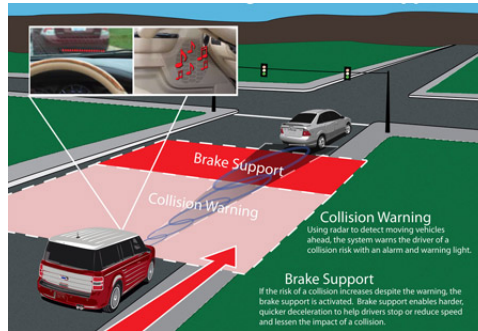 Brake Support
Collision Warning
Collision Warning
Using radar to detect moving vehicles
ahead, the system warns the driver of a
collision risk with an alarm and warning light.
Brake Support
If the risk of a collision increases despite the warning, the
brake support is activated. Brake support enables harder,
quicker deceleration to help drivers stop or reduce speed
and lessen the impact of a collision.